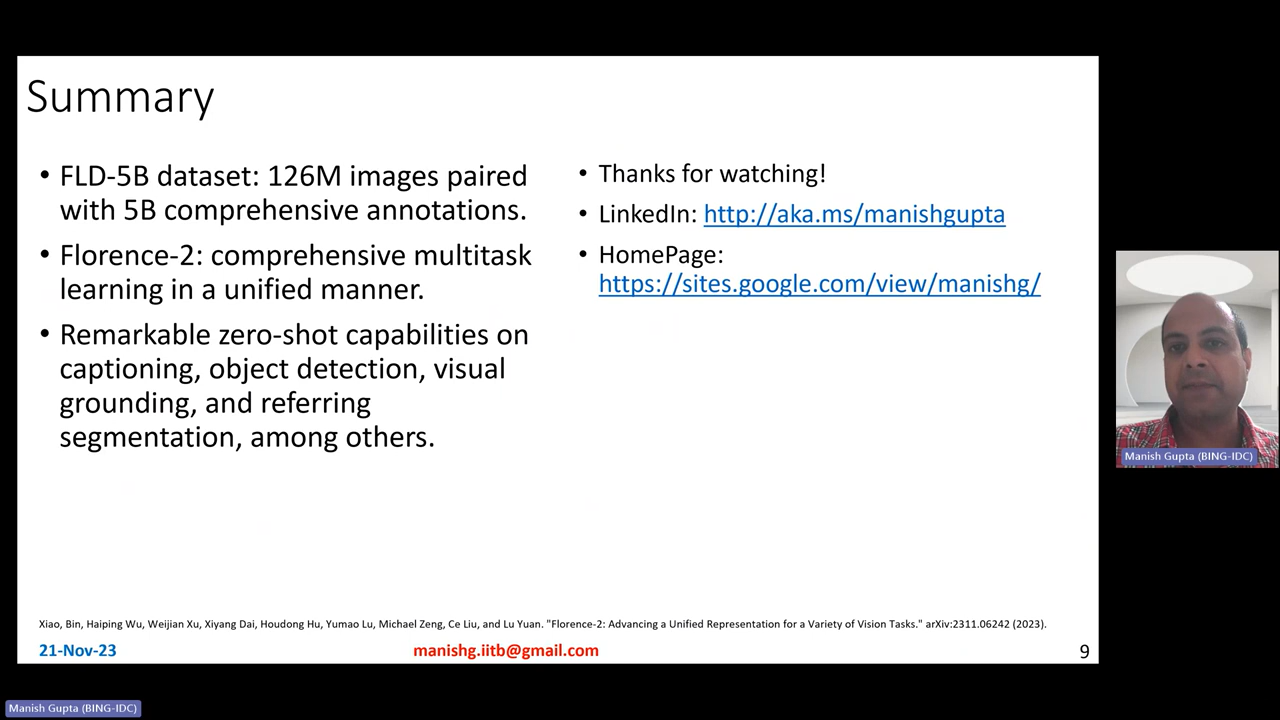 Summary
• FLD-5B dataset: 126M images paired
with 5B comprehensive annotations.
• Florence-2: comprehensive multitask
learning in a unified manner.
• Remarkable zero-shot capabilities on
captioning, object detection, visual
grounding, and referring
segmentation, among others.
• Thanks for watching!
• LinkedIn: http://aka.ms/manishgupta
• HomePage:
https://sites.google.com/view/manishg/
Manish Gupta (BING-IDC)
Xiao, Bin, Haiping Wu, Weijian Xu, Xiyang Dai, Houdong Hu, Yumao Lu, Michael Zeng, Ce Liu, and Lu Yuan. "Florence-2: Advancing a Unified Representation for a Variety of Vision Tasks." arXiv:2311.06242 (2023).
21-Nov-23
manishg.iitb@gmail.com
9
Manish Gupta (BING-IDC)